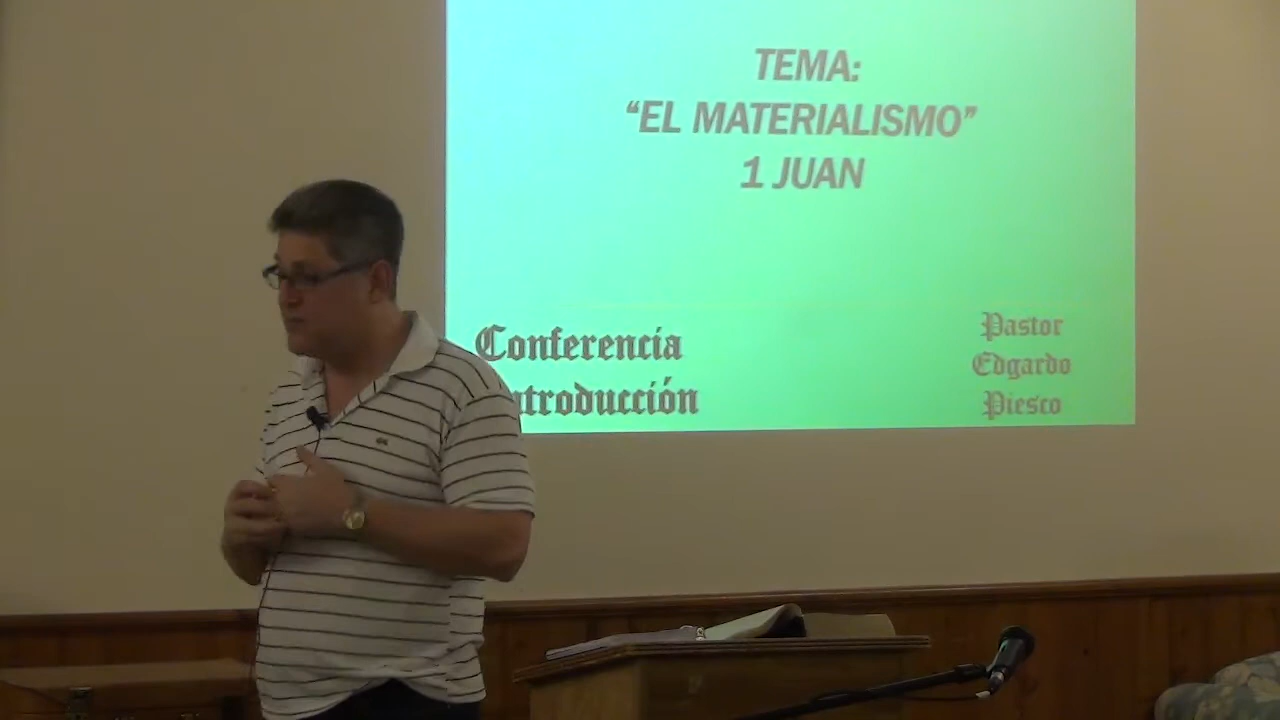 TEMA:
“EL MATERIALISMO”
1 JUAN
Conferencia
ntroducción
Pastor
Edgardo
Piesco